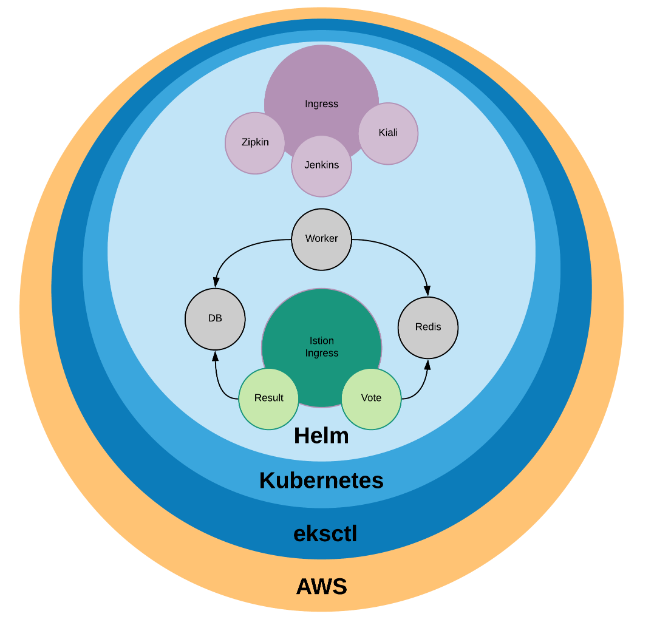 Ingress
Zipkin
Kiali
Jenkins
Worker
DB
Redis
Istion
Ingress
Result
Vote
Helm
Kubernetes
eksctl
AWS